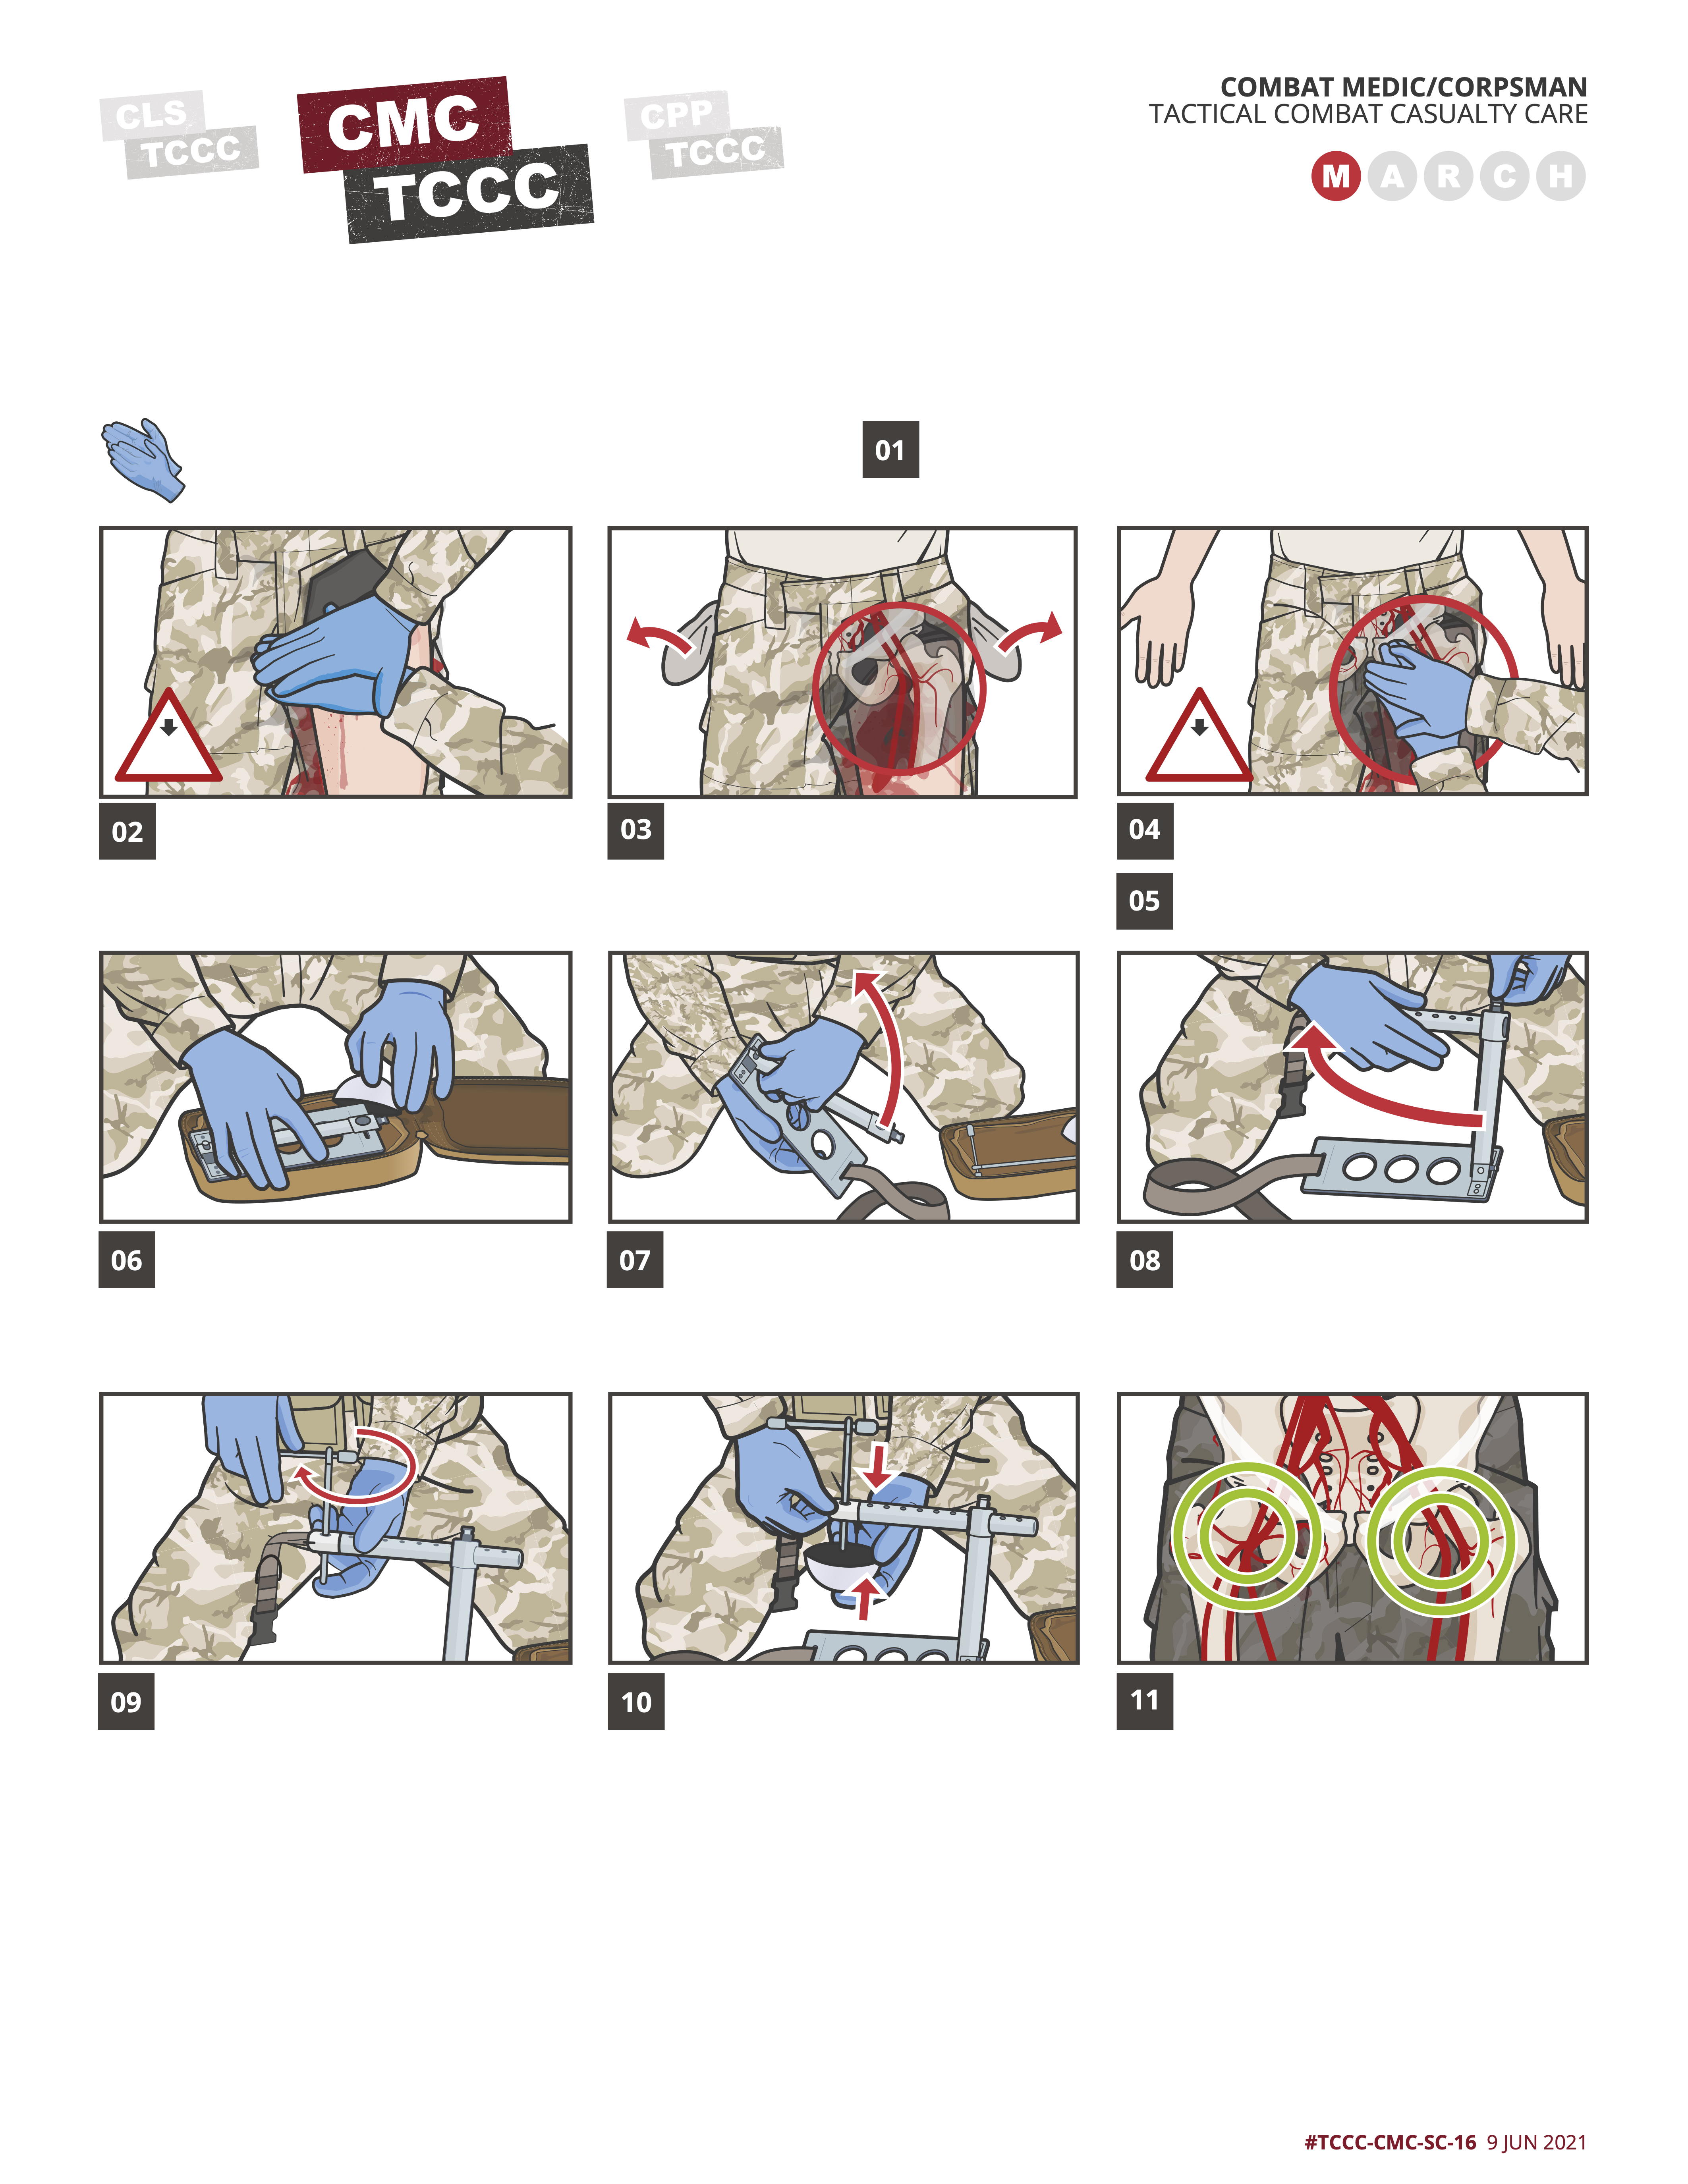 CLS
TCCC
CMC
TCCC
CPP
TCCC
COMBAT MEDIC/CORPSMAN
TACTICAL COMBAT CASUALTY CARE
M A R C H
01
02
03
04
05
06
07
08
09
10
11
#TCCC-CMC-SC-16 9 JUN 2021